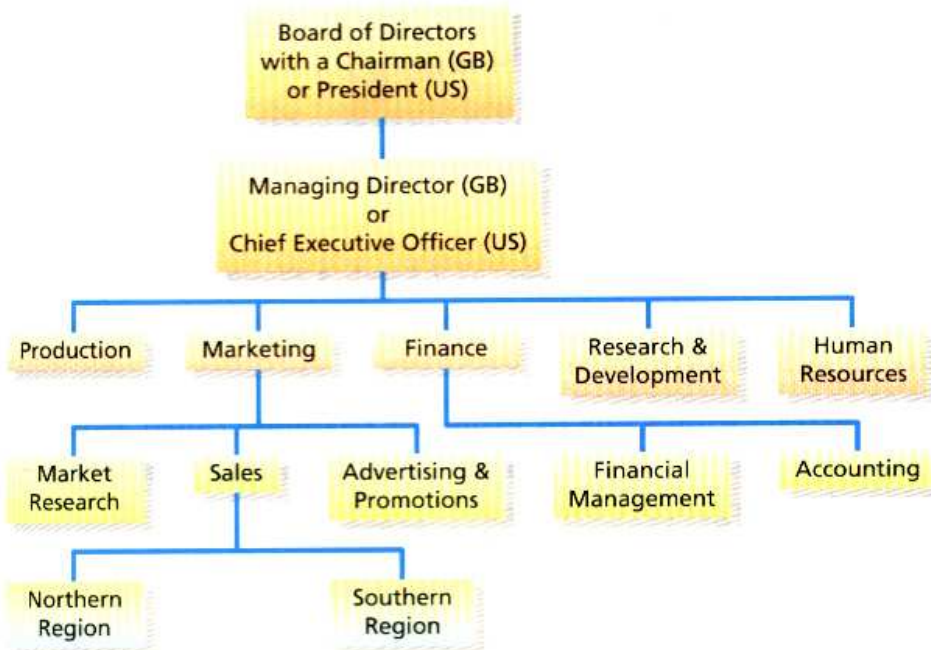 Board of Directors
with a Chairman (GB)
or President (US)
Managing Director (GB)
or
Chief Executive Officer (US)
Production
Marketing
Finance
Research &
Development
Human
Resources
Market
Research
Sales
Advertising &
Promotions
Financial
Management
Accounting
Northern
Region
Southern
Region